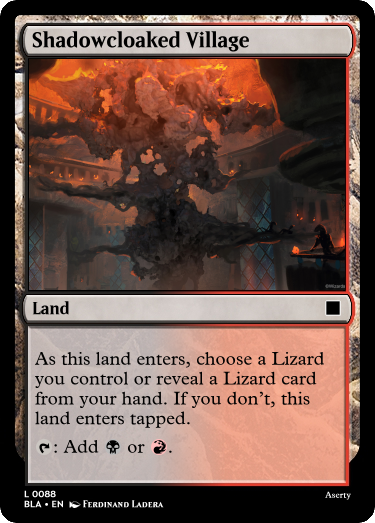 Shadowcloaked Village
©Wizards
Land
As this land enters, choose a Lizard
you control or reveal a Lizard card
from your hand. If you don't, this
land enters tapped.
: Add or .
L 0088
BLA • EN Ferdinand Ladera
Aserty